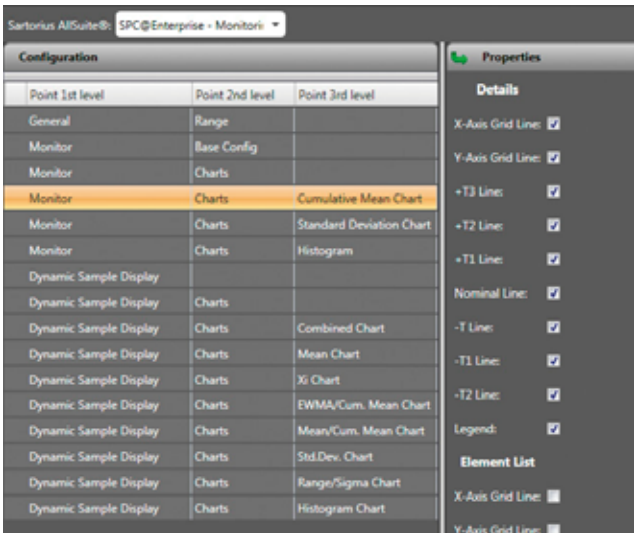 Sartorius AllSuite®: SPC@Enterprise - Monitori
Configuration
Point 1st level Point 2nd level Point 3rd level
General Range
Monitor Base Config
Monitor Charts
Monitor Charts Cumulative Mean Chart
Monitor Charts Standard Deviation Chart
Monitor Charts Histogram
Dynamic Sample Display
Dynamic Sample Display Charts
Dynamic Sample Display Charts Combined Chart
Dynamic Sample Display Charts Mean Chart
Dynamic Sample Display Charts Xi Chart
Dynamic Sample Display Charts EWMA/Cum. Mean Chart
Dynamic Sample Display Charts Mean/Cum. Mean Chart
Dynamic Sample Display Charts Std.Dev. Chart
Dynamic Sample Display Charts Range/Sigma Chart
Dynamic Sample Display Charts Histogram Chart
Properties
Details
X-Axis Grid Line:
Y-Axis Grid Line:
+T3 Line:
+T2 Line:
+T1 Line:
Nominal Line:
-T Line:
-T1 Line:
-T2 Line:
Legend:
Element List
X-Axis Grid Line:
Y-Axis Grid Line: